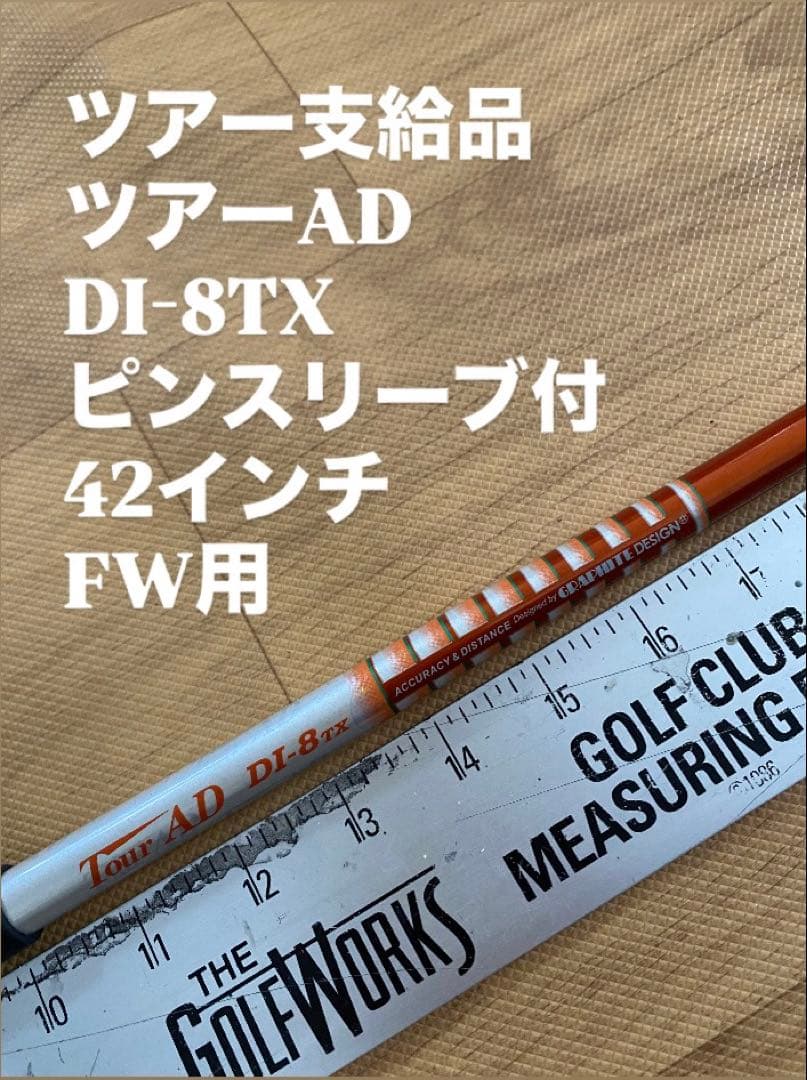 ツアー支給品
ツアーAD
DI-8TX
ピンスリーブ付
42インチ
FW用
Tour AD DI-8TX
ACCURACY & DISTANCE Designed by GRAPHITE DESIGN®
10 11 12 13 14 15 16 17
THE
GOLFWORKS
GOLF CLUB
MEASURING
©1986